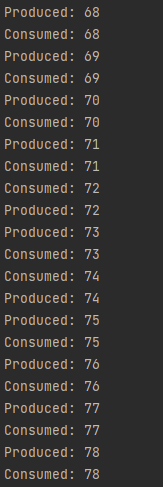 Produced: 68
Consumed: 68
Produced: 69
Consumed: 69
Produced: 70
Consumed: 70
Produced: 71
Consumed: 71
Consumed: 72
Produced: 72
Produced: 73
Consumed: 73
Consumed: 74
Produced: 74
Produced: 75
Consumed: 75
Produced: 76
Consumed: 76
Produced: 77
Consumed: 77
Produced: 78
Consumed: 78